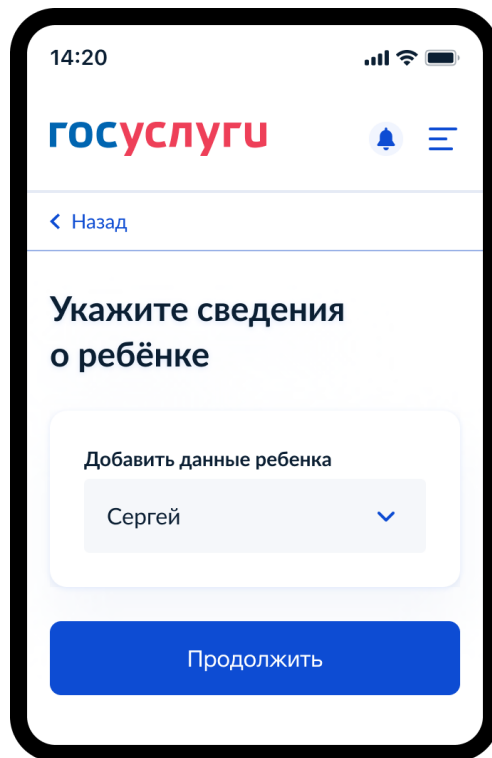 14:20
госуслуги
Назад
Укажите сведения
о ребёнке
Добавить данные ребенка
Сергей
Продолжить